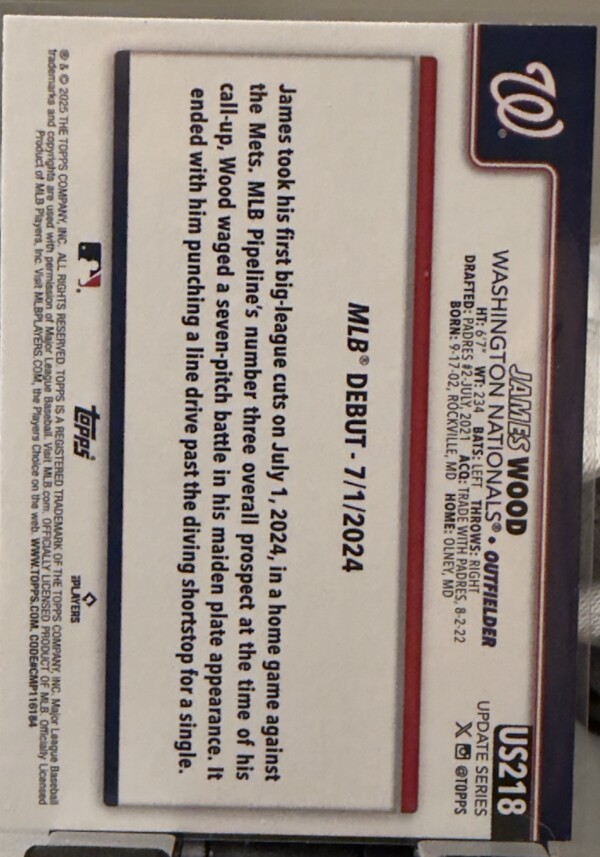 W®
US218
JAMES WOOD
WASHINGTON NATIONALS® • OUTFIELDER
UPDATE SERIES
HT: 6'7" WT: 234 BATS: LEFT THROWS: RIGHT
DRAFTED: PADRES #2-JULY, 2021 ACQ: TRADE WITH PADRES, 8-2-22
BORN: 9-17-02, ROCKVILLE, MD HOME: OLNEY, MD
X @TOPPS
MLB® DEBUT - 7/1/2024
James took his first big-league cuts on July 1, 2024, in a home game against
the Mets. MLB Pipeline's number three overall prospect at the time of his
call-up, Wood waged a seven-pitch battle in his maiden plate appearance. It
ended with him punching a line drive past the diving shortstop for a single.
topps®
PLAYERS
® & © 2025 THE TOPPS COMPANY, INC. ALL RIGHTS RESERVED. TOPPS IS A REGISTERED TRADEMARK OF THE TOPPS COMPANY, INC. Major League Baseball
trademarks and copyrights are used with permission of Major League Baseball. Visit MLB.com. OFFICIALLY LICENSED PRODUCT OF MLB. Officially Licensed
Product of MLB Players, Inc. Visit MLBPLAYERS.COM, the Players Choice on the web. WWW.TOPPS.COM. CODE#CMP116184